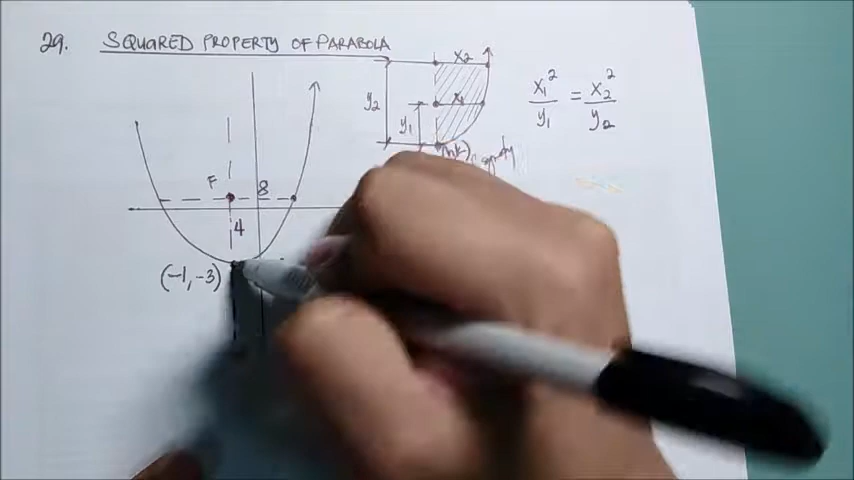 29. SQUARED PROPERTY OF PARABOLA
X2
y2
X1
y1
X1² / y1 = X2² / y2
F
8
4
(-1, -3)